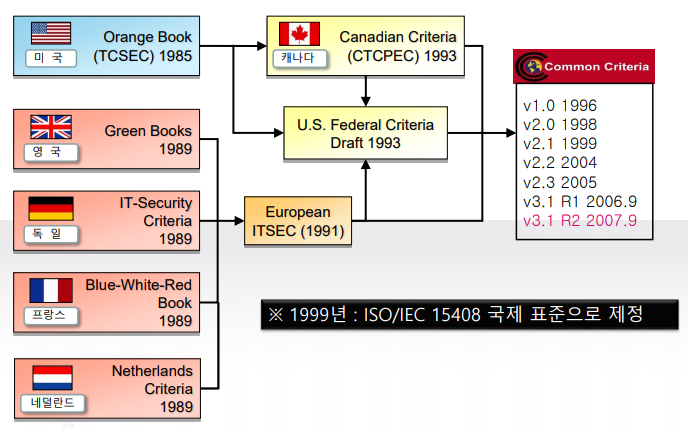 Orange Book
(TCSEC) 1985
미 국
Canadian Criteria
(CTCPEC) 1993
캐나다
Common Criteria
v1.0 1996
v2.0 1998
v2.1 1999
v2.2 2004
v2.3 2005
v3.1 R1 2006.9
v3.1 R2 2007.9
Green Books
1989
영 국
U.S. Federal Criteria
Draft 1993
IT-Security
Criteria
1989
독 일
European
ITSEC (1991)
Blue-White-Red
Book
1989
프랑스
※ 1999년 : ISO/IEC 15408 국제 표준으로 제정
Netherlands
Criteria
1989
네덜란드